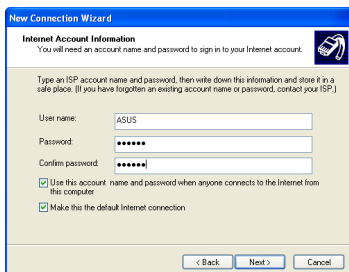 New Connection Wizard
Internet Account Information
You will need an account name and password to sign in to your Internet account.
Type an ISP account name and password, then write down this information and store it in a
safe place. (If you have forgotten an existing account name or password, contact your ISP.)
User name:
ASUS
Password:
••••••
Confirm password:
••••••
Use this account name and password when anyone connects to the Internet from
this computer
Make this the default Internet connection
< Back
Next >
Cancel